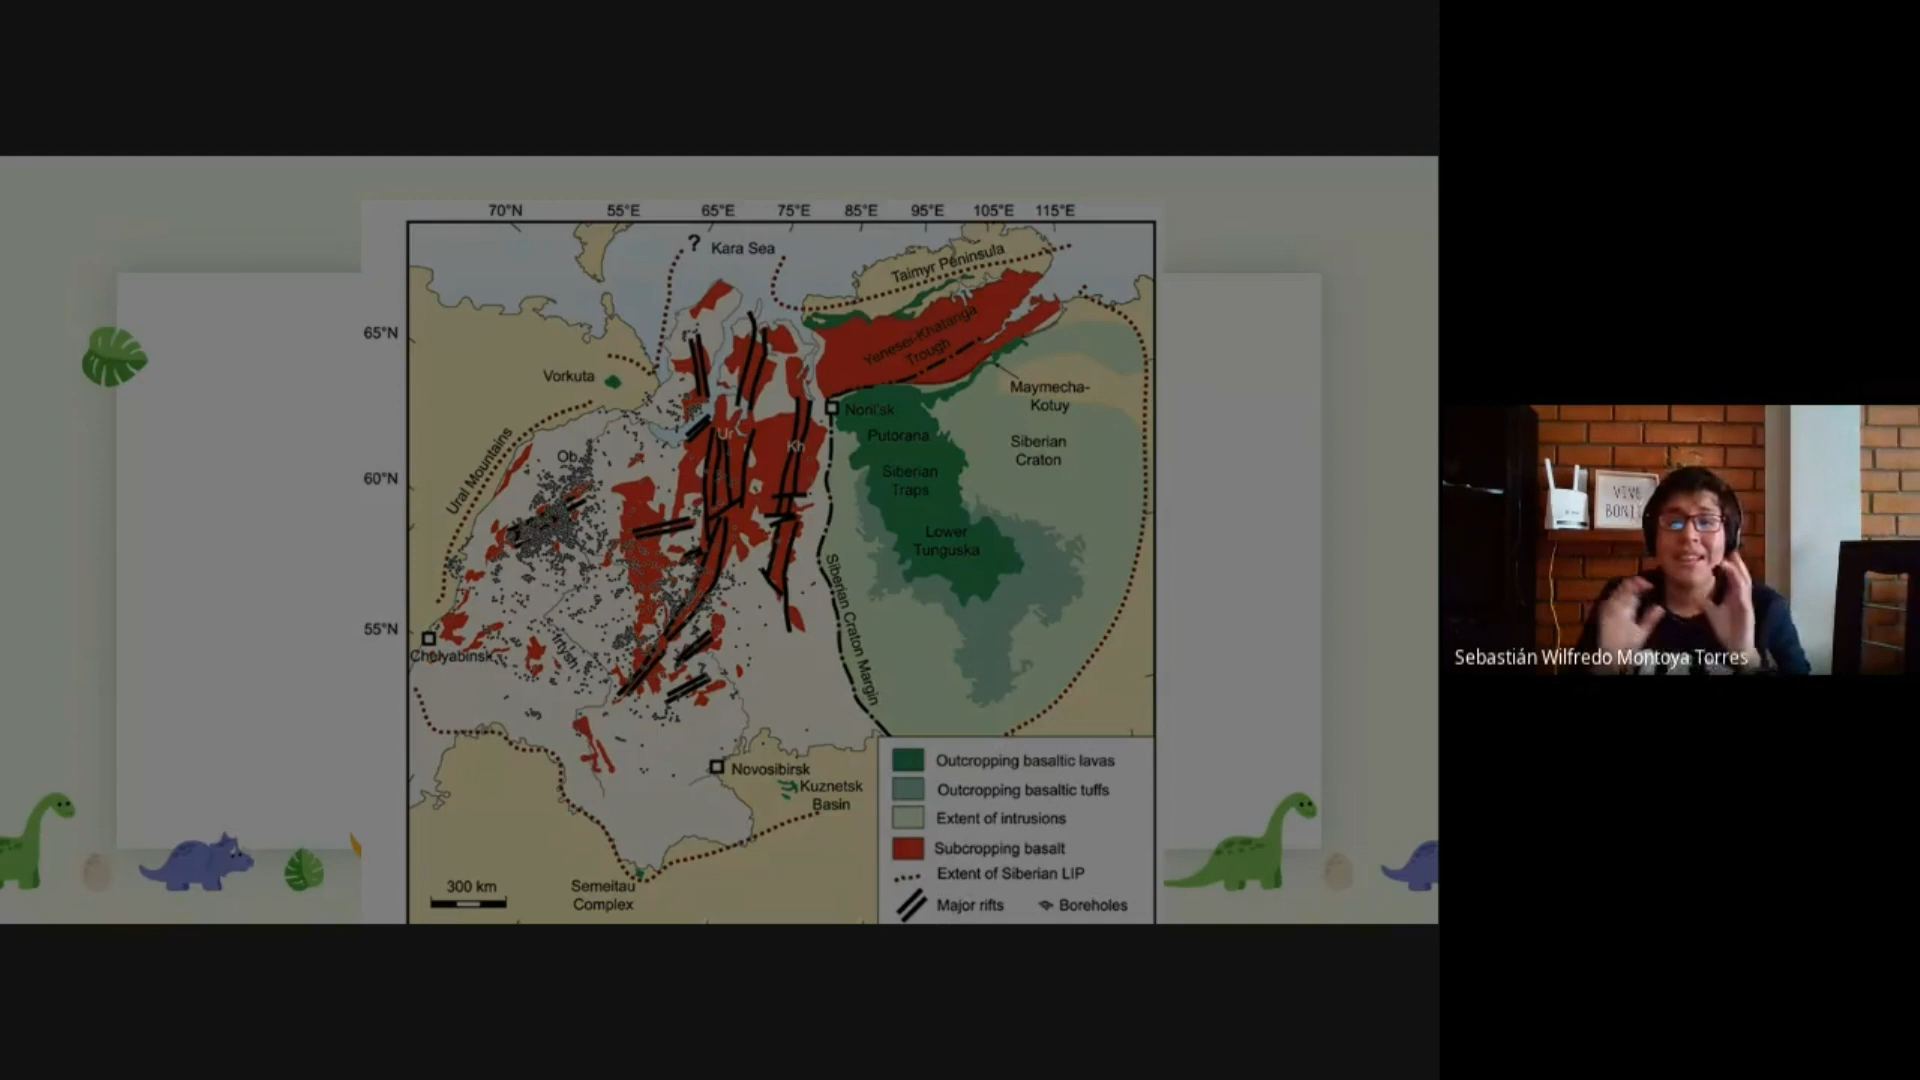 70°N 55°E 65°E 75°E 85°E 95°E 105°E 115°E
? Kara Sea
Taimyr Peninsula
65°N
Yenesei-Khatanga
Trough
Vorkuta
Maymecha-
Kotuy
Noril'sk
Putorana
Siberian
Craton
Ural Mountains
Ob
Ur
Kh
60°N
Siberian
Traps
Lower
Tunguska
Siberian Craton Margin
55°N
Chelyabinsk
Irtysh
Novosibirsk
Kuznetsk
Basin
Semeitau
Complex
300 km
Outcropping basaltic lavas
Outcropping basaltic tuffs
Extent of intrusions
Subcropping basalt
Extent of Siberian LIP
Major rifts Boreholes
VIVE
Sebastián Wilfredo Montoya Torres